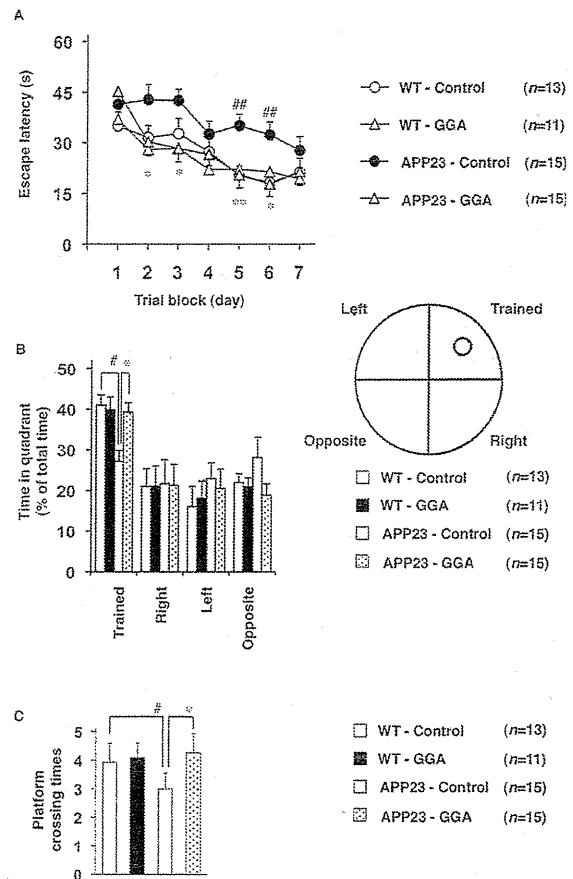 A
Escape latency (s)
60
45
30
15
0
##
##
*
*
**
*
1 2 3 4 5 6 7
Trial block (day)
WT - Control (n=13)
WT - GGA (n=11)
APP23 - Control (n=15)
APP23 - GGA (n=15)
Left
Trained
Opposite
Right
B
Time in quadrant
(% of total time)
50
40
30
20
10
0
# *
Trained
Right
Left
Opposite
WT - Control (n=13)
WT - GGA (n=11)
APP23 - Control (n=15)
APP23 - GGA (n=15)
C
Platform
crossing times
5
4
3
2
1
0
# *
WT - Control (n=13)
WT - GGA (n=11)
APP23 - Control (n=15)
APP23 - GGA (n=15)